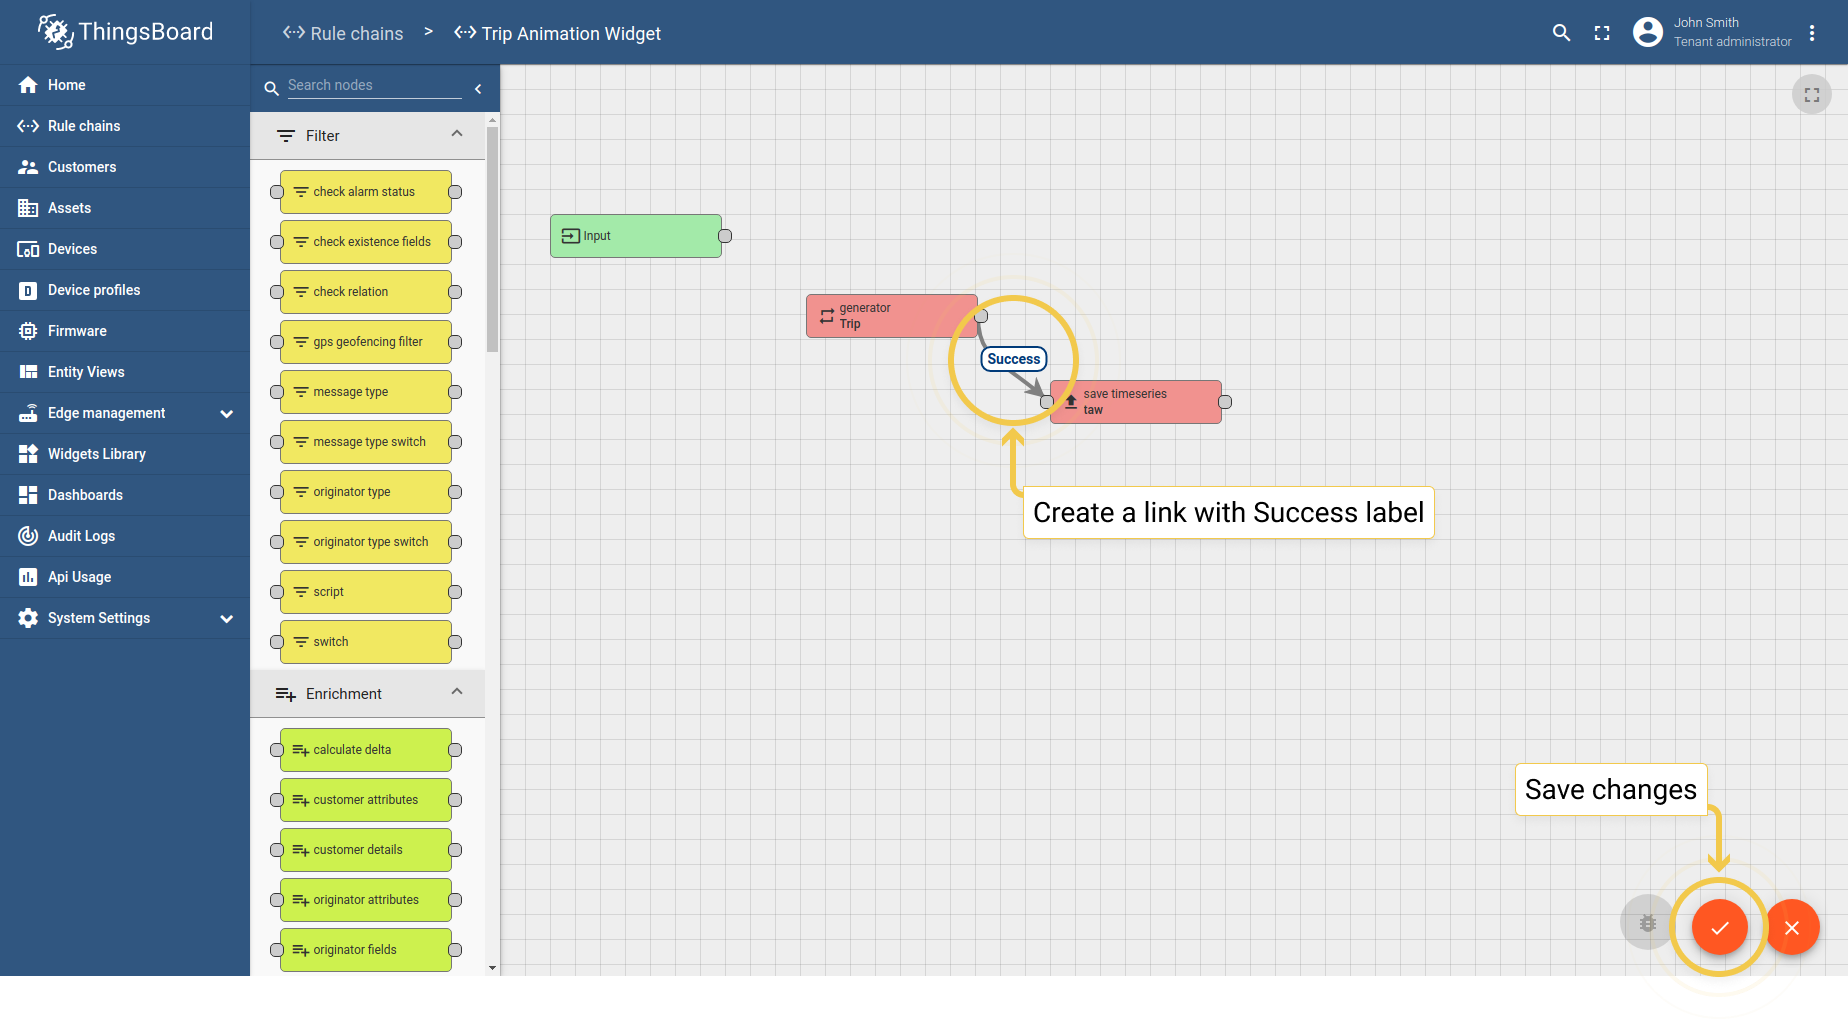 ThingsBoard
Rule chains > Trip Animation Widget
John Smith
Tenant administrator
Home
Rule chains
Customers
Assets
Devices
Device profiles
Firmware
Entity Views
Edge management
Widgets Library
Dashboards
Audit Logs
Api Usage
System Settings
Search nodes
Filter
check alarm status
check existence fields
check relation
gps geofencing filter
message type
message type switch
originator type
originator type switch
script
switch
Enrichment
calculate delta
customer attributes
customer details
originator attributes
originator fields
Input
generator
Trip
Success
save timeseries
taw
Create a link with Success label
Save changes